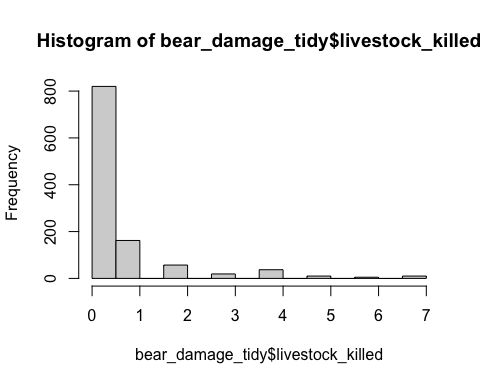 Histogram of bear_damage_tidy$livestock_killed
Frequency
800
600
400
200
0
0 1 2 3 4 5 6 7
bear_damage_tidy$livestock_killed